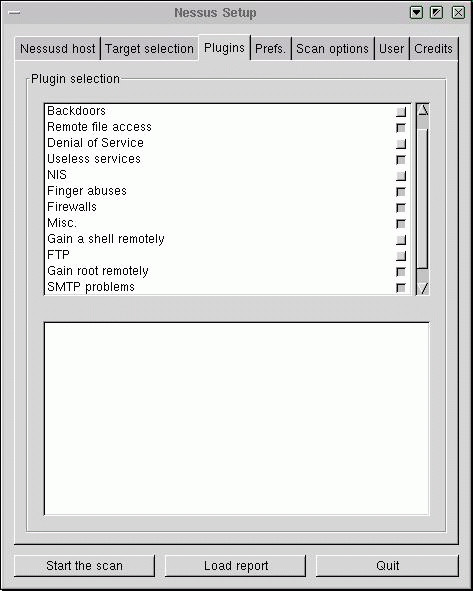 Nessus Setup
Nessusd host Target selection Plugins Prefs. Scan options User Credits
Plugin selection
Backdoors
Remote file access
Denial of Service
Useless services
NIS
Finger abuses
Firewalls
Misc.
Gain a shell remotely
FTP
Gain root remotely
SMTP problems
Start the scan Load report Quit